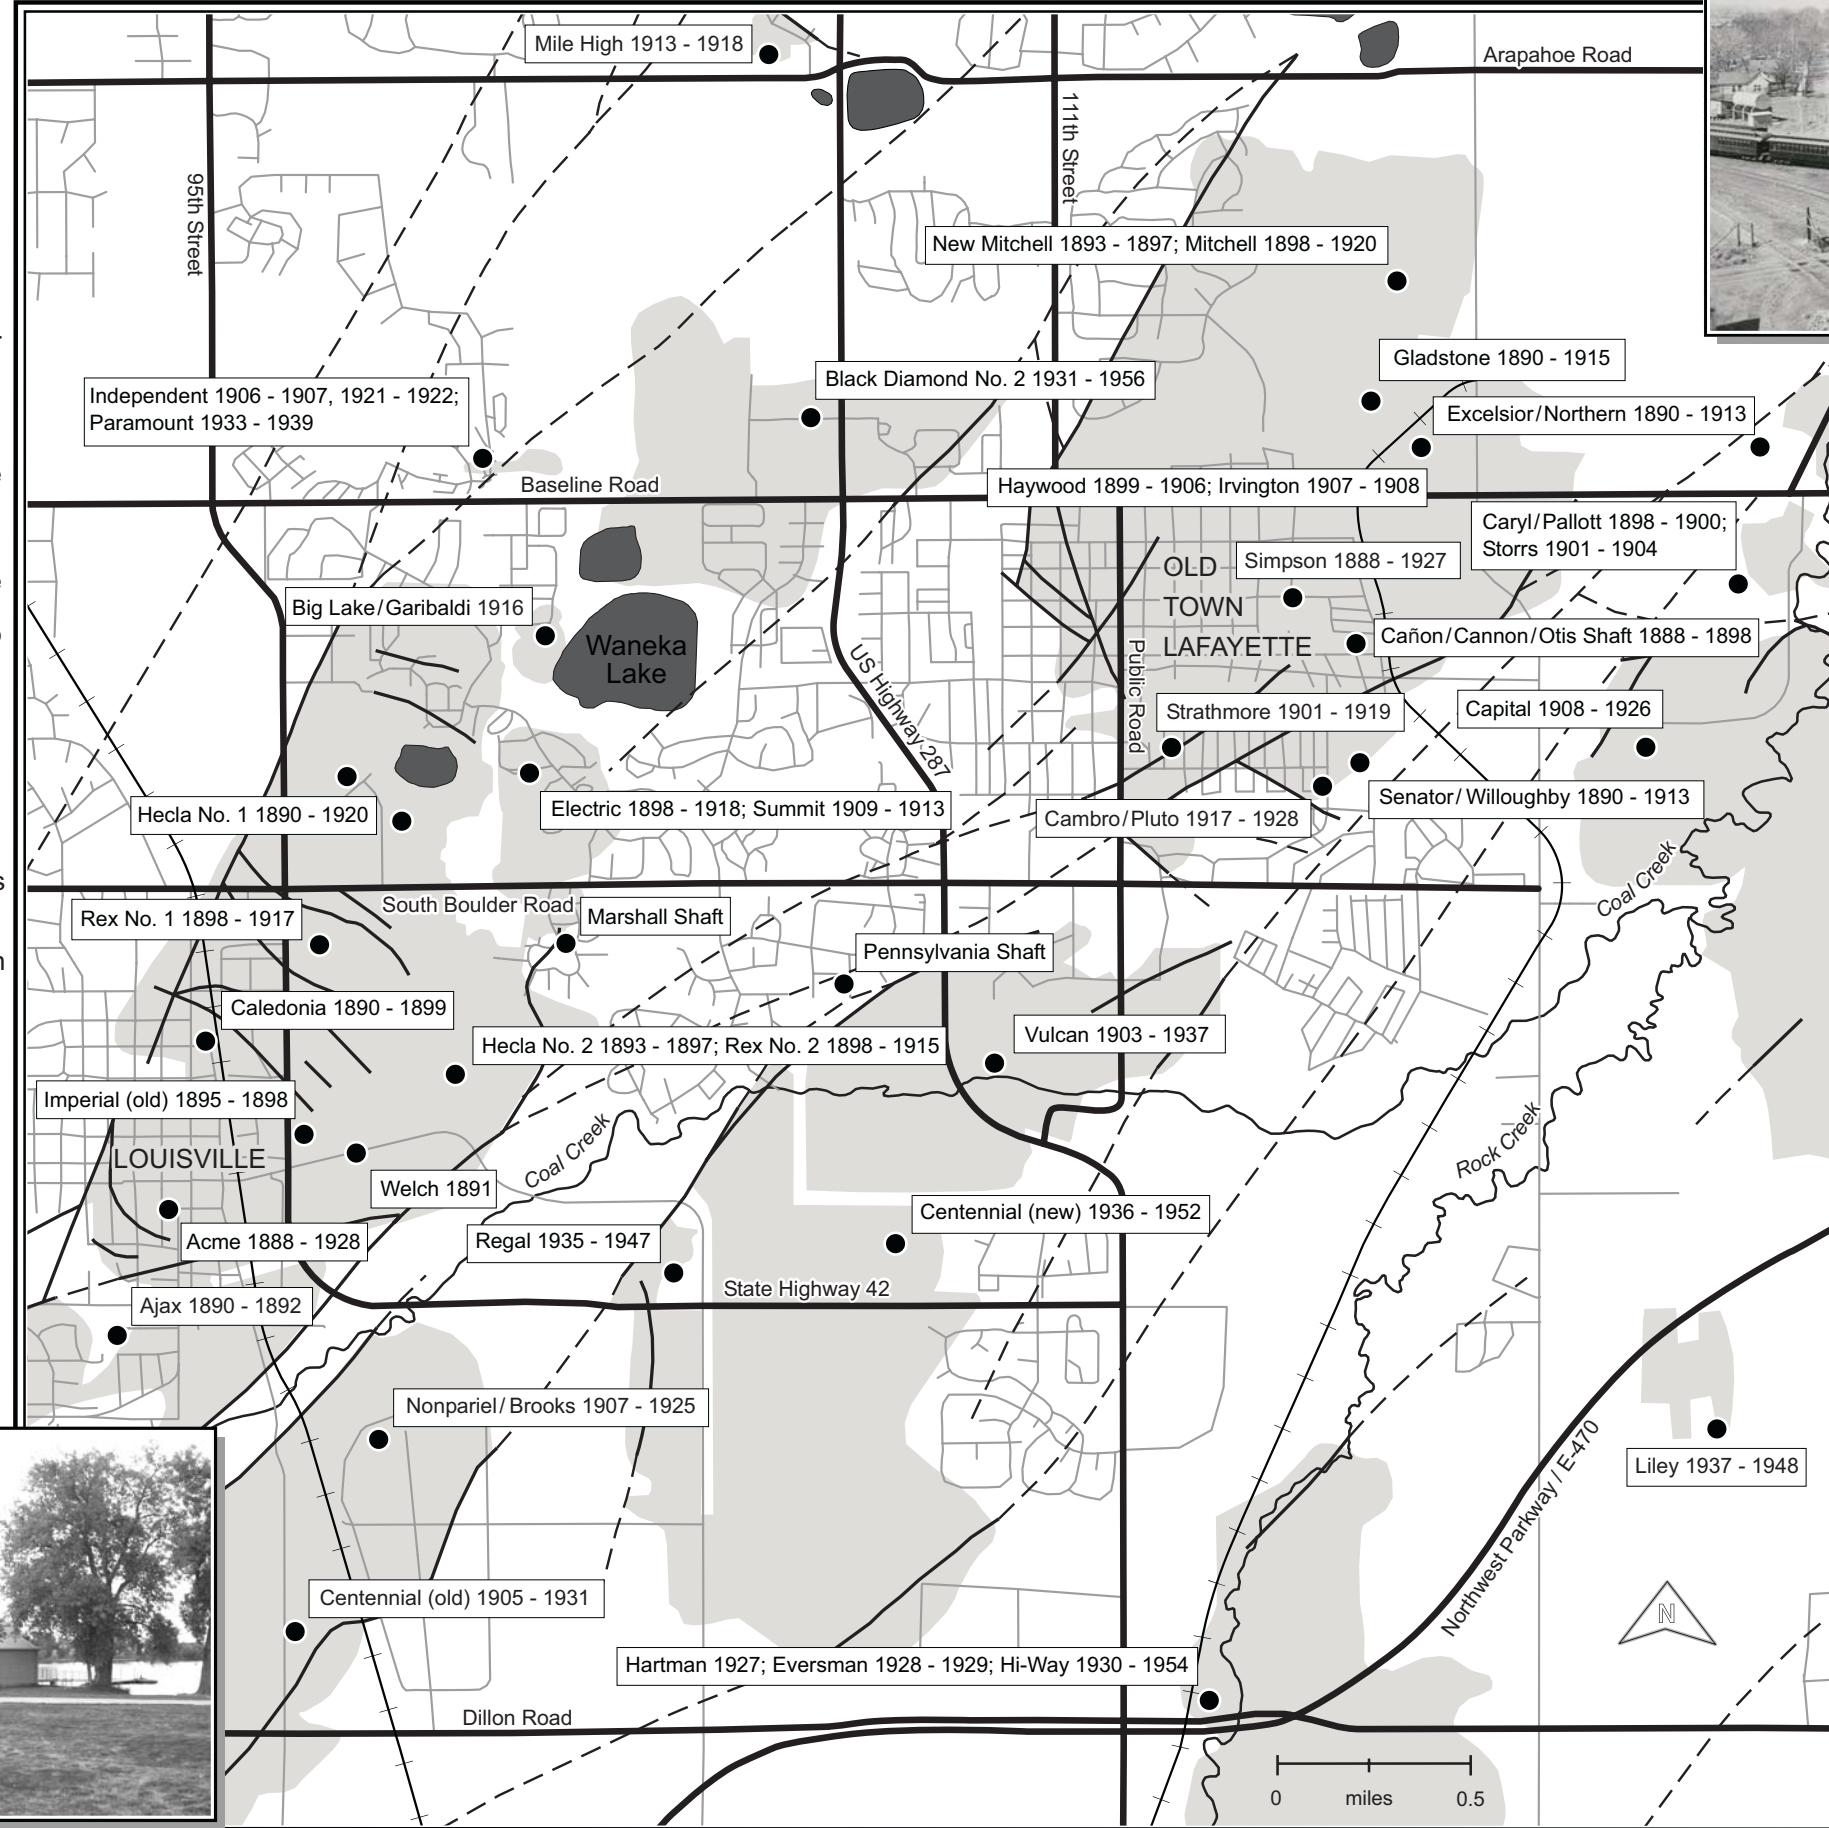 Mile High 1913 - 1918
Arapahoe Road
111th Street
95th Street
New Mitchell 1893 - 1897; Mitchell 1898 - 1920
Gladstone 1890 - 1915
Black Diamond No. 2 1931 - 1956
Independent 1906 - 1907, 1921 - 1922;
Paramount 1933 - 1939
Excelsior/Northern 1890 - 1913
Baseline Road
Haywood 1899 - 1906; Irvington 1907 - 1908
Caryl/Pallott 1898 - 1900;
Storrs 1901 - 1904
OLD
TOWN
LAFAYETTE
Simpson 1888 - 1927
Big Lake/Garibaldi 1916
Waneka
Lake
Cañon/Cannon/Otis Shaft 1888 - 1898
US Highway 287
Public Road
Strathmore 1901 - 1919
Capital 1908 - 1926
Hecla No. 1 1890 - 1920
Electric 1898 - 1918; Summit 1909 - 1913
Cambro/Pluto 1917 - 1928
Senator/Willoughby 1890 - 1913
Coal Creek
South Boulder Road
Rex No. 1 1898 - 1917
Marshall Shaft
Pennsylvania Shaft
Caledonia 1890 - 1899
Hecla No. 2 1893 - 1897; Rex No. 2 1898 - 1915
Vulcan 1903 - 1937
Imperial (old) 1895 - 1898
LOUISVILLE
Coal Creek
Rock Creek
Welch 1891
Centennial (new) 1936 - 1952
Acme 1888 - 1928
Regal 1935 - 1947
State Highway 42
Ajax 1890 - 1892
Nonpariel/Brooks 1907 - 1925
Liley 1937 - 1948
Northwest Parkway / E-470
Centennial (old) 1905 - 1931
N
Hartman 1927; Eversman 1928 - 1929; Hi-Way 1930 - 1954
Dillon Road
0 miles 0.5